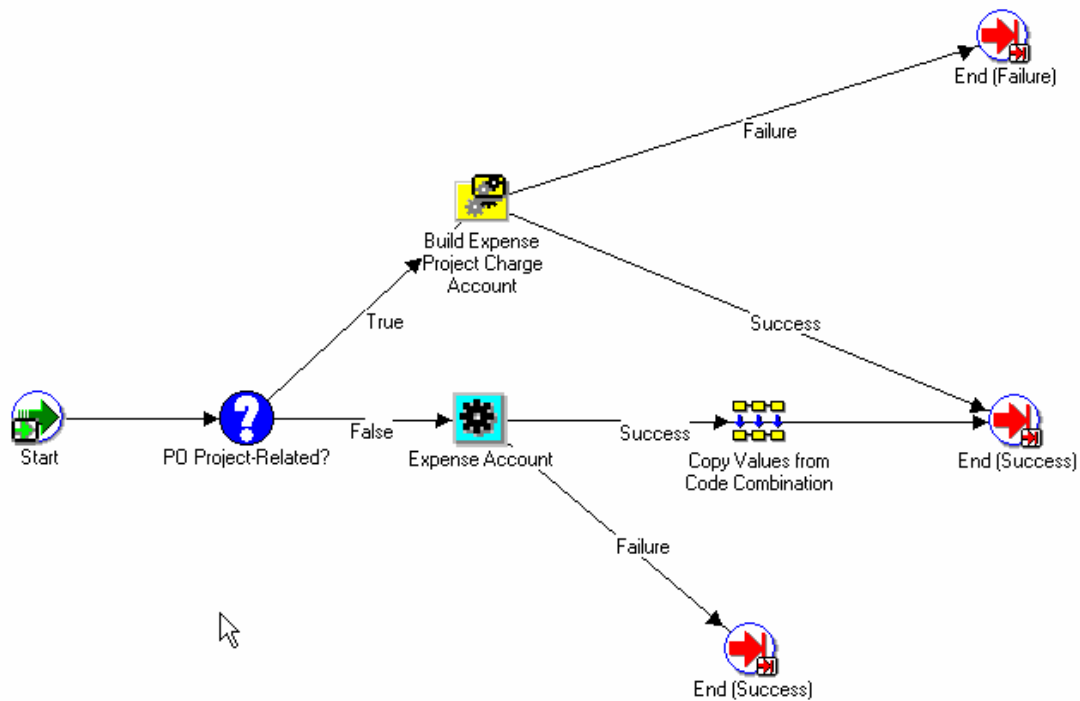 End (Failure)
Failure
Build Expense
Project Charge
Account
True
Success
Start
PO Project-Related?
False
Expense Account
Success
Copy Values from
Code Combination
End (Success)
Failure
End (Success)